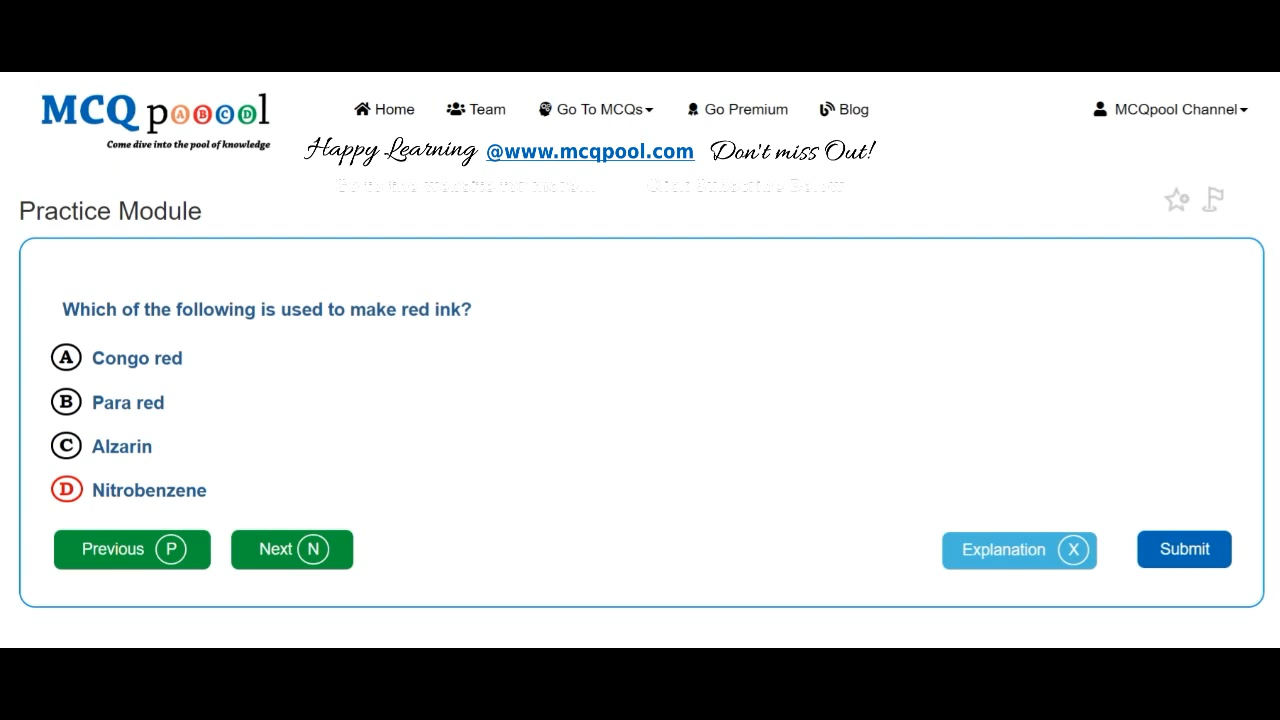 MCQ pooool
Come dive into the pool of knowledge
Home Team Go To MCQs Go Premium Blog MCQpool Channel
Happy Learning @www.mcqpool.com Don't miss Out!
Practice Module
Which of the following is used to make red ink?
A Congo red
B Para red
C Alzarin
D Nitrobenzene
Previous P Next N Explanation X Submit